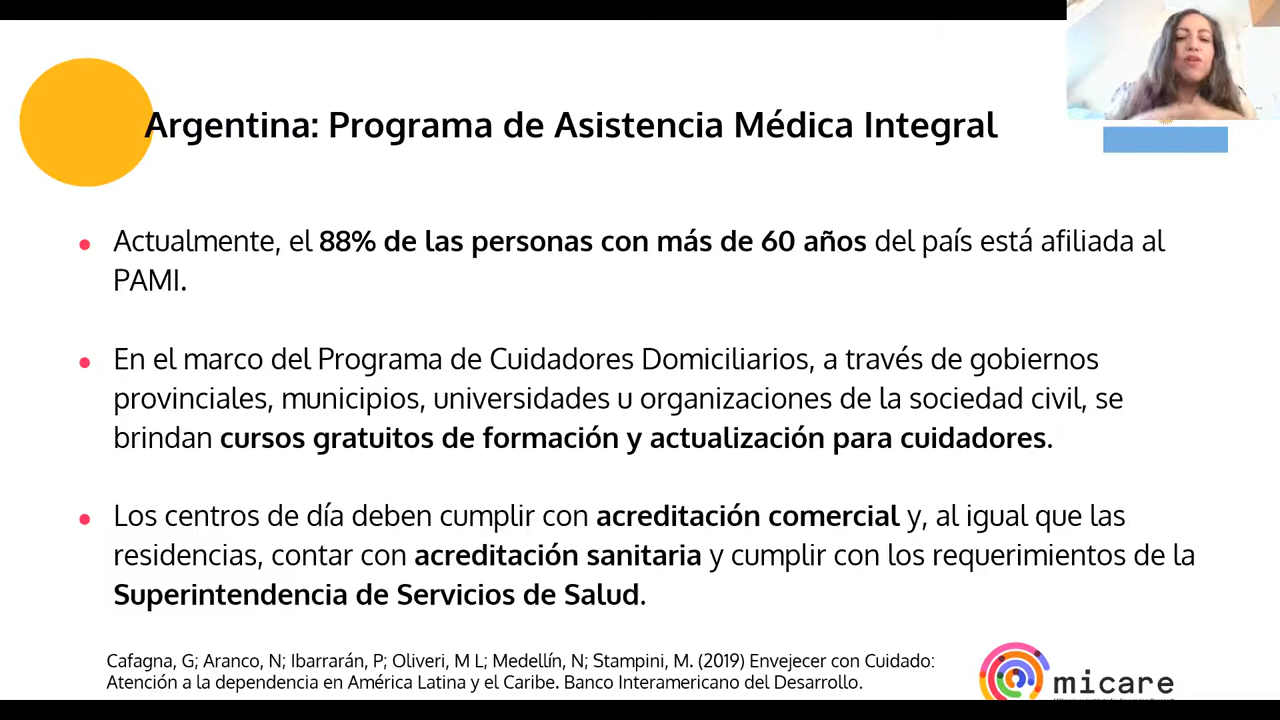 Argentina: Programa de Asistencia Médica Integral
• Actualmente, el 88% de las personas con más de 60 años del país está afiliada al
PAMI.
• En el marco del Programa de Cuidadores Domiciliarios, a través de gobiernos
provinciales, municipios, universidades u organizaciones de la sociedad civil, se
brindan cursos gratuitos de formación y actualización para cuidadores.
• Los centros de día deben cumplir con acreditación comercial y, al igual que las
residencias, contar con acreditación sanitaria y cumplir con los requerimientos de la
Superintendencia de Servicios de Salud.
Cafagna, G; Aranco, N; Ibarrarán, P; Oliveri, M L; Medellín, N; Stampini, M. (2019) Envejecer con Cuidado:
Atención a la dependencia en América Latina y el Caribe. Banco Interamericano del Desarrollo.
micare